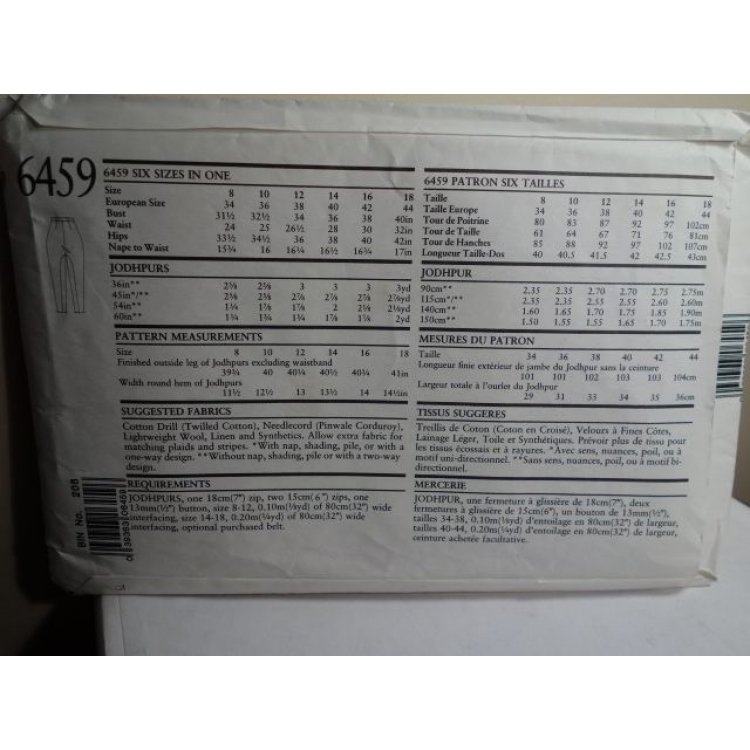 6459
6459 SIX SIZES IN ONE
Size 8 10 12 14 16 18
European Size 34 36 38 40 42 44
Bust 31½ 32½ 34 36 38 40in
Waist 24 25 26½ 28 30 32in
Hips 33½ 34½ 36 38 40 42in
Nape to Waist 15¾ 16 16¼ 16½ 16¾ 17in
JODHPURS
36in** 2⅝ 2⅝ 3 3 3 3yd
45in*/** 2⅝ 2⅝ 2⅞ 2⅞ 2⅞ 2⅞yd
54in** 1¾ 1⅞ 1⅞ 2 2⅛ 2⅛yd
60in** 1¾ 1¾ 1¾ 1⅞ 1⅞ 2yd
PATTERN MEASUREMENTS
Size 8 10 12 14 16 18
Finished outside leg of Jodhpurs excluding waistband
39¾ 40 40¼ 40½ 40¾ 41in
Width round hem of Jodhpurs
11½ 12½ 13 13½ 14 14½in
SUGGESTED FABRICS
Cotton Drill (Twilled Cotton), Needlecord (Pinwale Corduroy),
Lightweight Wool, Linen and Synthetics. Allow extra fabric for
matching plaids and stripes. *With nap, shading, pile, or with a
one-way design. **Without nap, shading, pile or with a two-way
design.
REQUIREMENTS
JODHPURS, one 18cm(7") zip, two 15cm(6") zips, one
13mm(½") button, size 8-12, 0.10m(⅛yd) of 80cm(32") wide
interfacing, size 14-18, 0.20m(¼yd) of 80cm(32") wide
interfacing, optional purchased belt.
BIN No. 208
6459 PATRON SIX TAILLES
Taille 8 10 12 14 16 18
Taille Europe 34 36 38 40 42 44
Tour de Poitrine 80 83 87 92 97 102cm
Tour de Taille 61 64 67 71 76 81cm
Tour de Hanches 85 88 92 97 102 107cm
Longueur Taille-Dos 40 40.5 41.5 42 42.5 43cm
JODHPUR
90cm** 2.35 2.35 2.70 2.70 2.75 2.75m
115cm*/** 2.35 2.35 2.55 2.55 2.60 2.60m
140cm** 1.60 1.65 1.70 1.75 1.85 1.90m
150cm** 1.50 1.55 1.55 1.65 1.70 1.75m
MESURES DU PATRON
Taille 34 36 38 40 42 44
Longueur finie extérieur de jambe du Jodhpur sans la ceinture
101 101 102 103 103 104cm
Largeur totale à l'ourlet du Jodhpur
29 31 33 34 35 36cm
TISSUS SUGGERES
Treillis de Coton (Coton en Croisé), Velours à Fines Côtes,
Lainage Léger, Toile et Synthétiques. Prévoir plus de tissu pour
les tissus écossais et à rayures. *Avec sens, nuances, poil, ou à
motif bi-directionnel. **Sans sens, nuances, poil, ou à motif bi-
directionnel.
MERCERIE
JODHPUR, une fermeture à glissière de 18cm(7"), deux
fermetures à glissière de 15cm(6"), un bouton de 13mm(½"),
tailles 34-38, 0.10m(⅛yd) d'entoilage en 80cm(32") de largeur,
tailles 40-44, 0.20m(¼yd) d'entoilage en 80cm(32") de largeur,
ceinture achetée facultative.